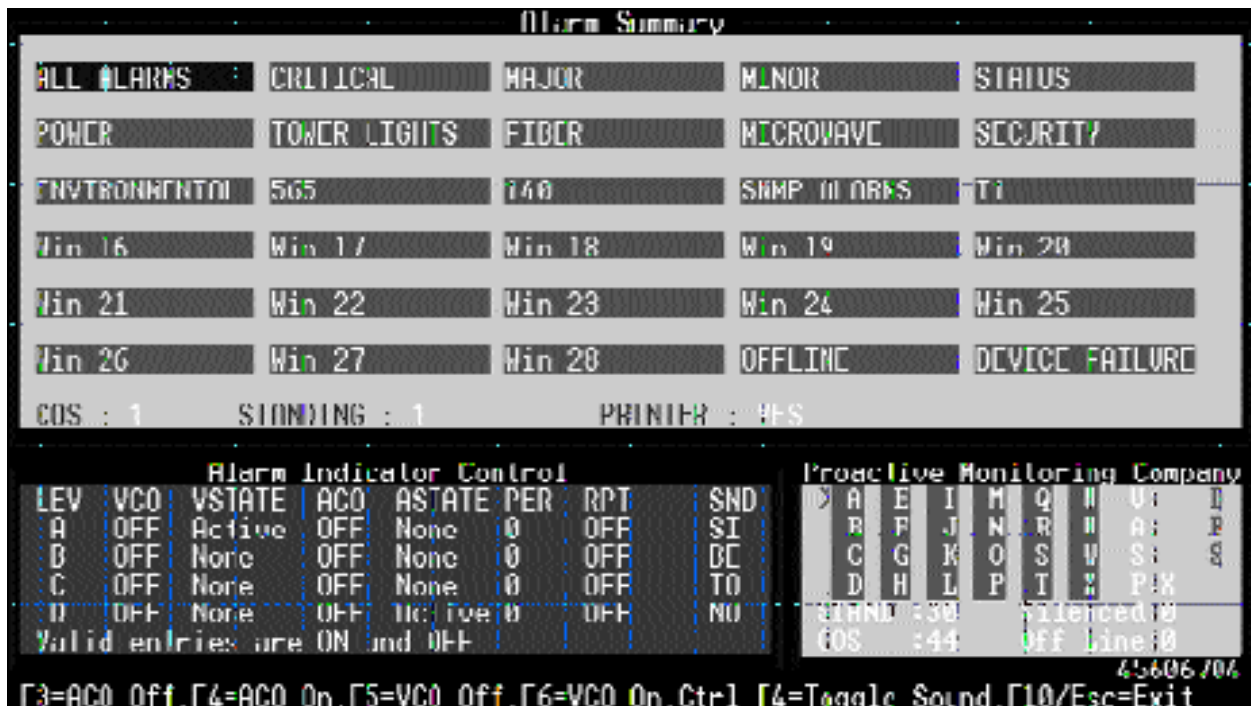 Alarm Summary
ALL ALARMS CRITICAL MAJOR MINOR STATUS
POWER TOWER LIGHTS FIBER MICROWAVE SECURITY
ENVIRONMENTAL 565 140 SNMP ALARMS T1
Win 16 Win 17 Win 18 Win 19 Win 20
Win 21 Win 22 Win 23 Win 24 Win 25
Win 26 Win 27 Win 28 OFFLINE DEVICE FAILURE
COS : 1 STANDING : 1 PRINTER : YES
Alarm Indicator Control Proactive Monitoring Company
LEV VCO VSTATE ACO ASTATE PER RPT SND
A OFF Active OFF None 0 OFF SI
B OFF None OFF None 0 OFF BE
C OFF None OFF None 0 OFF TO
D OFF None OFF Active 0 OFF NO
Valid entries are ON and OFF
A E I M Q U V:
B F J N R W A:
C G K O S V S: S
D H L P T X P:X
STAND :30 Silenced:0
COS :44 Off Line:0
F3=ACO Off,F4=ACO On,F5=VCO Off,F6=VCO On,Ctrl F4=Toggle Sound,F10/Esc=Exit